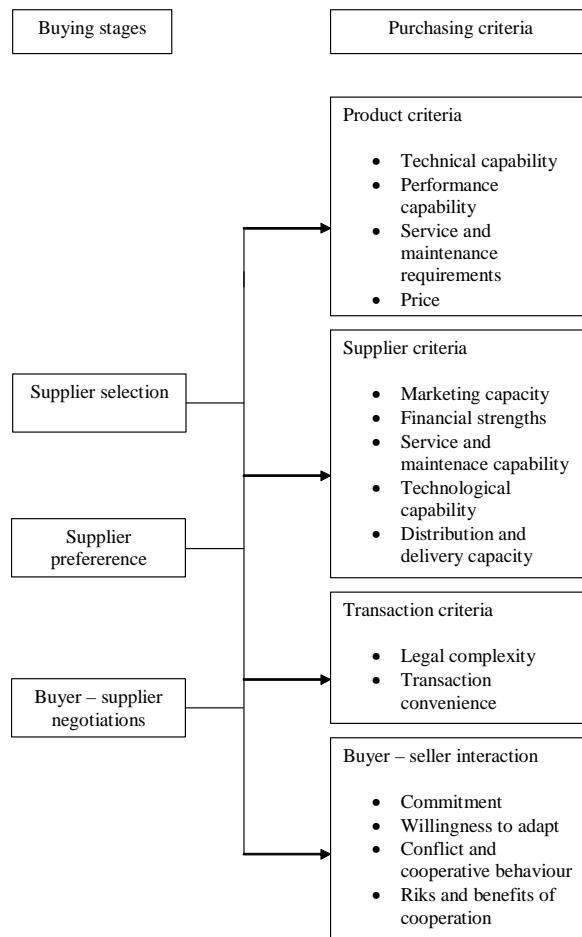 Buying stages
Purchasing criteria
Product criteria
• Technical capability
• Performance
capability
• Service and
maintenance
requirements
• Price
Supplier selection
Supplier criteria
• Marketing capacity
• Financial strengths
• Service and
maintenace capability
• Technological
capability
• Distribution and
delivery capacity
Supplier
prefererence
Transaction criteria
• Legal complexity
• Transaction
convenience
Buyer – supplier
negotiations
Buyer – seller interaction
• Commitment
• Willingness to adapt
• Conflict and
cooperative behaviour
• Riks and benefits of
cooperation